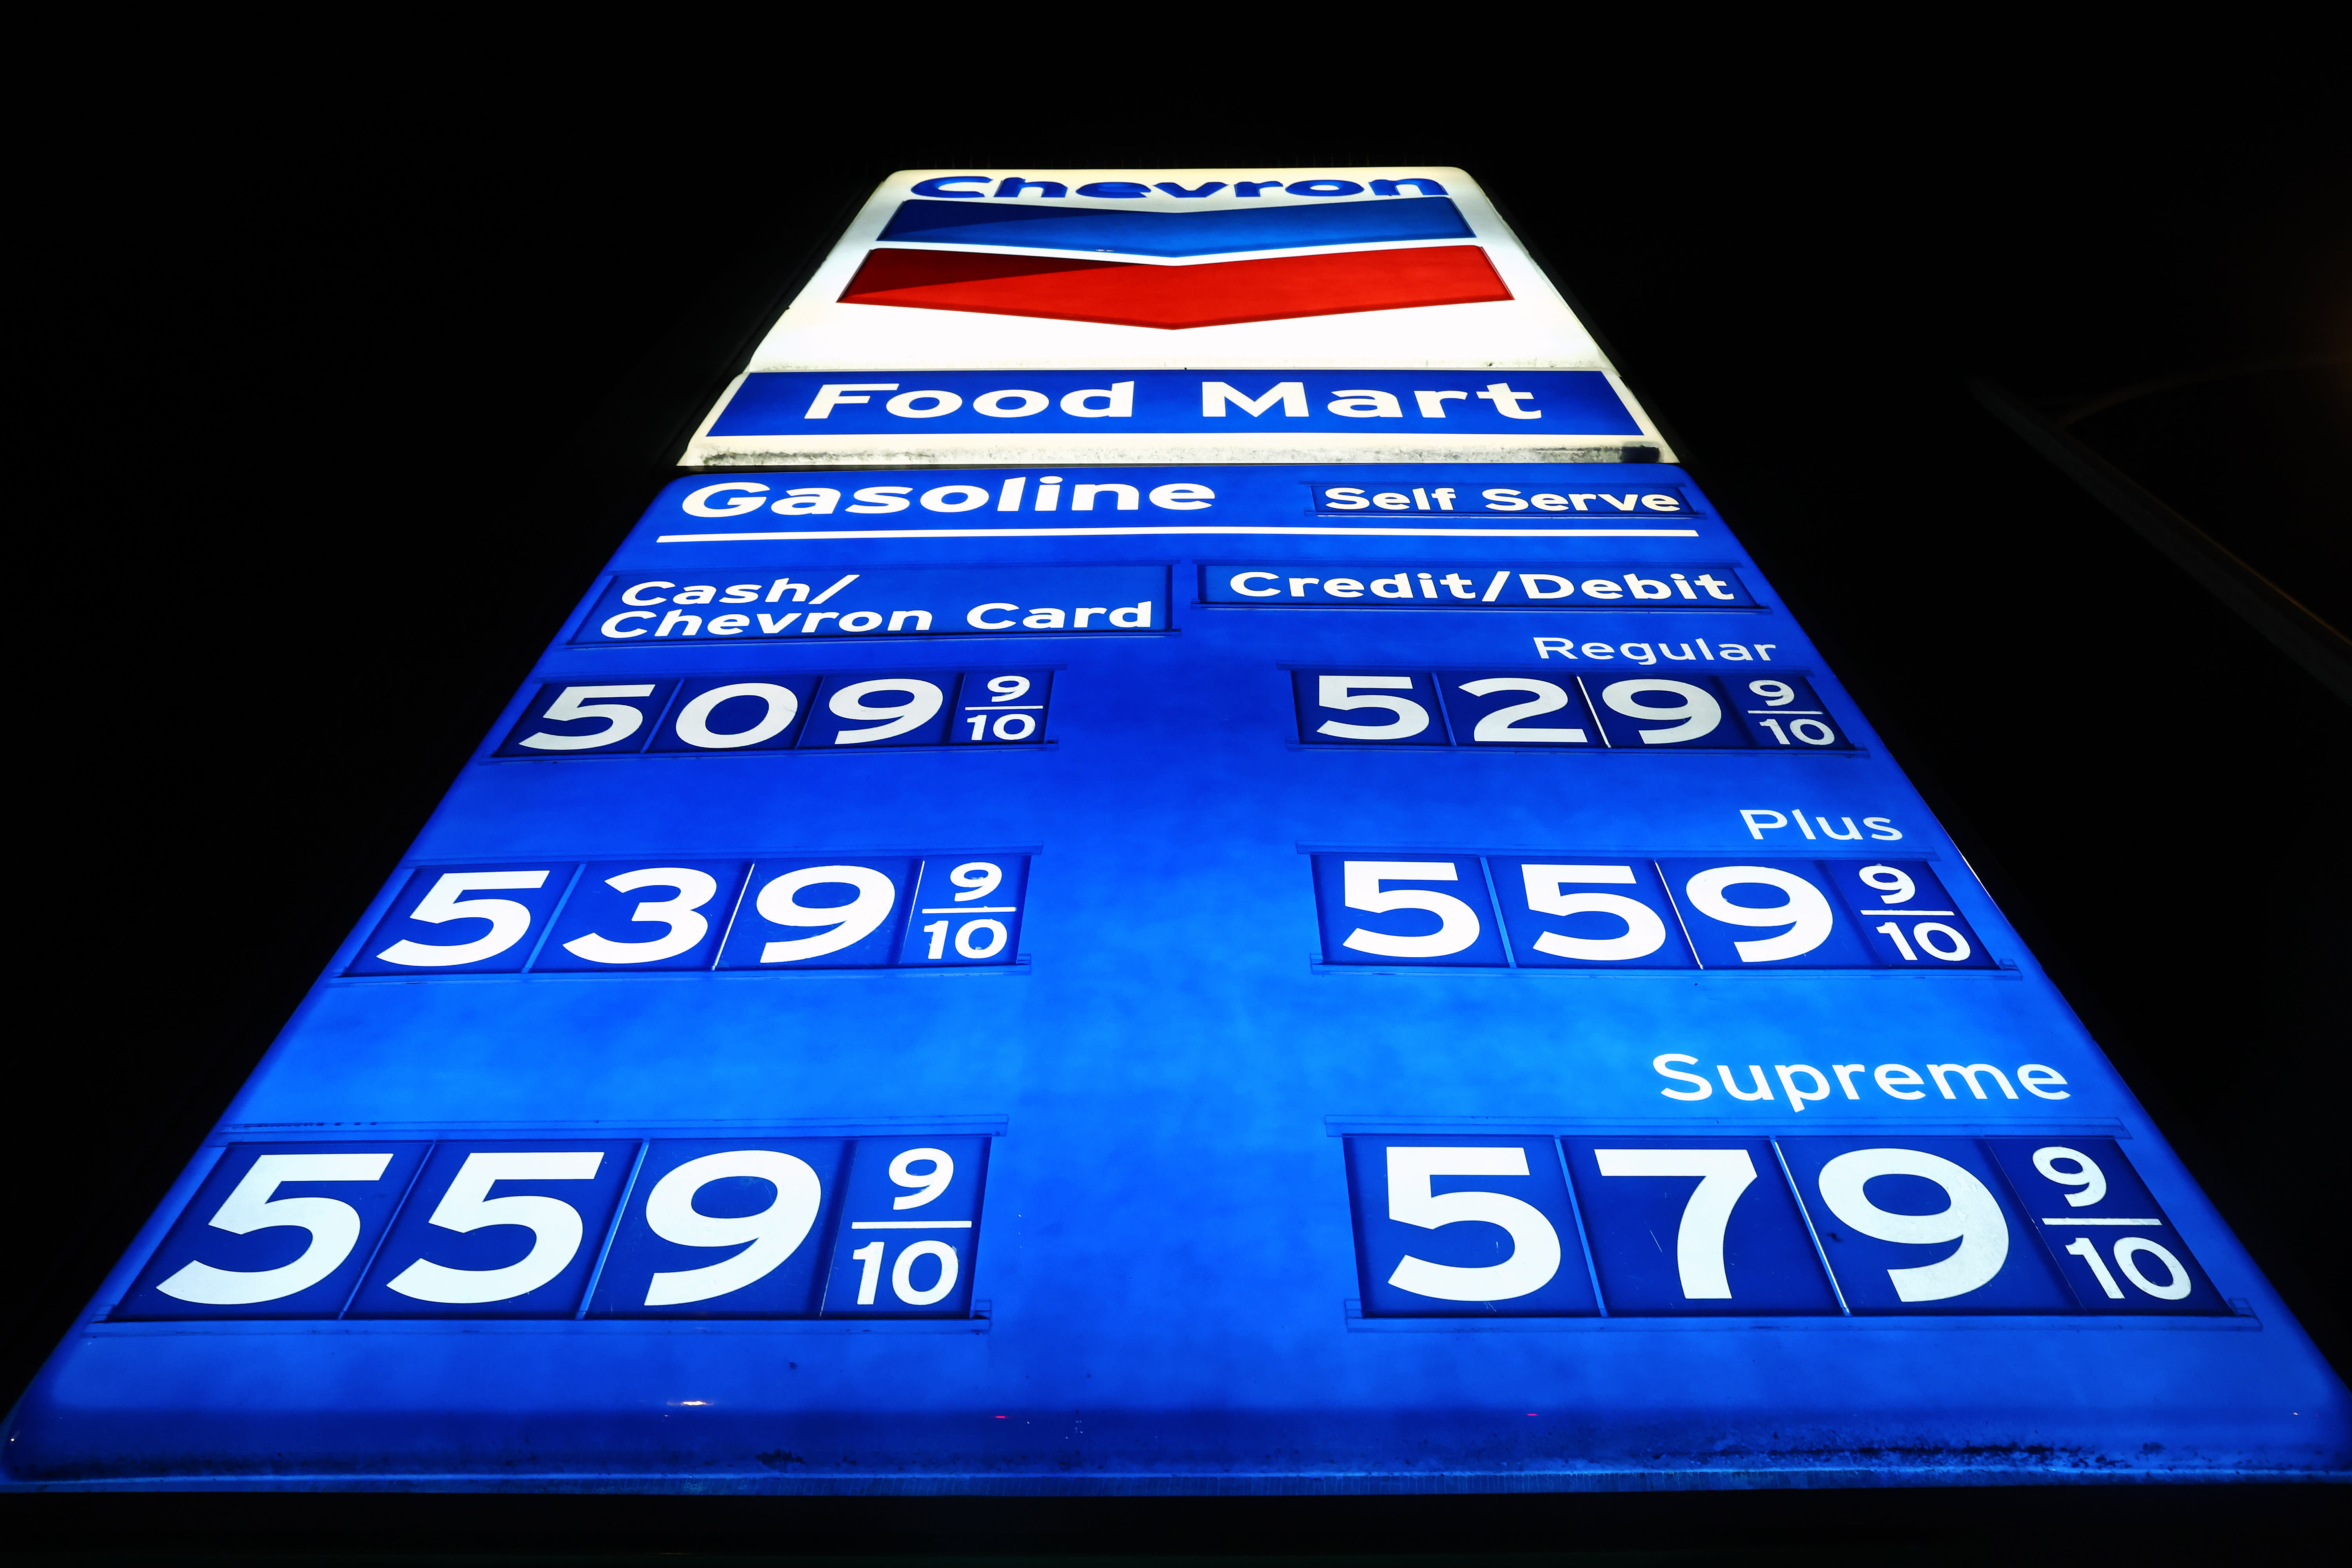 Chevron
Food Mart
Gasoline Self Serve
Cash/
Chevron Card
Credit/Debit
Regular
509 9/10 529 9/10
Plus
539 9/10 559 9/10
Supreme
559 9/10 579 9/10